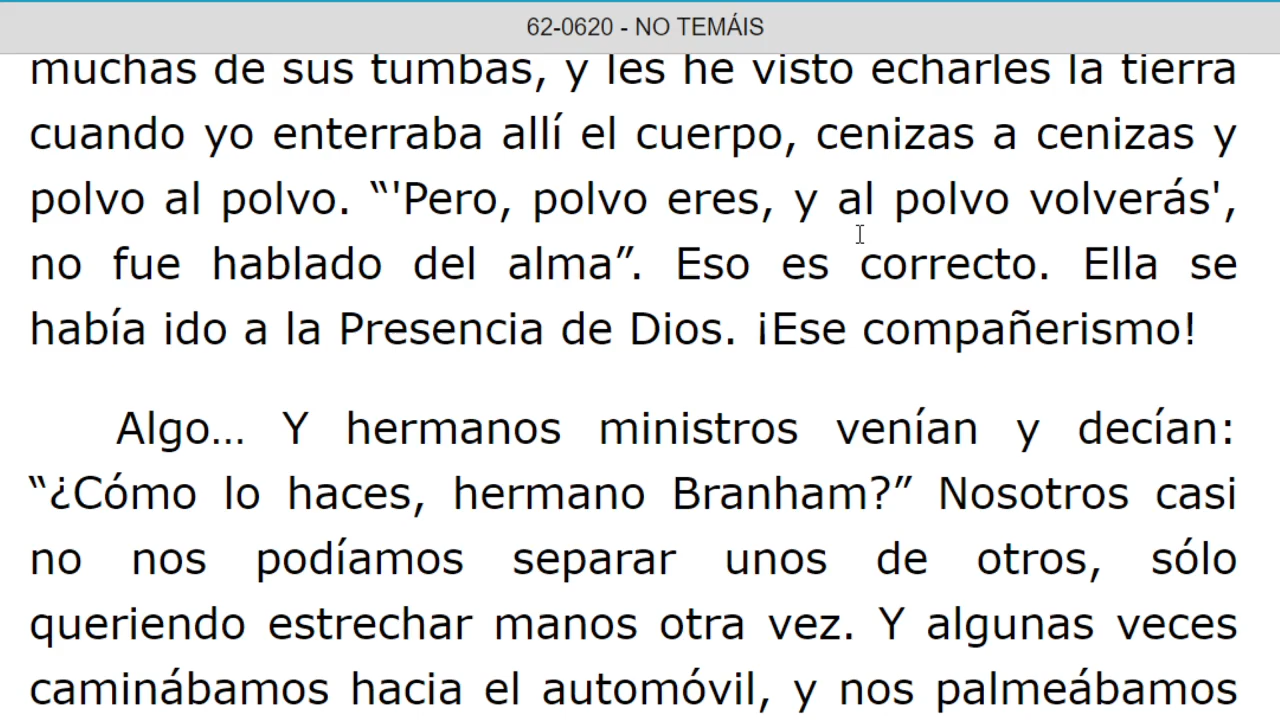 62-0620 - NO TEMÁIS
muchas de sus tumbas, y les he visto echarles la tierra
cuando yo enterraba allí el cuerpo, cenizas a cenizas y
polvo al polvo. “'Pero, polvo eres, y al polvo volverás',
no fue hablado del alma”. Eso es correcto. Ella se
había ido a la Presencia de Dios. ¡Ese compañerismo!
Algo… Y hermanos ministros venían y decían:
“¿Cómo lo haces, hermano Branham?” Nosotros casi
no nos podíamos separar unos de otros, sólo
queriendo estrechar manos otra vez. Y algunas veces
caminábamos hacia el automóvil, y nos palmeábamos